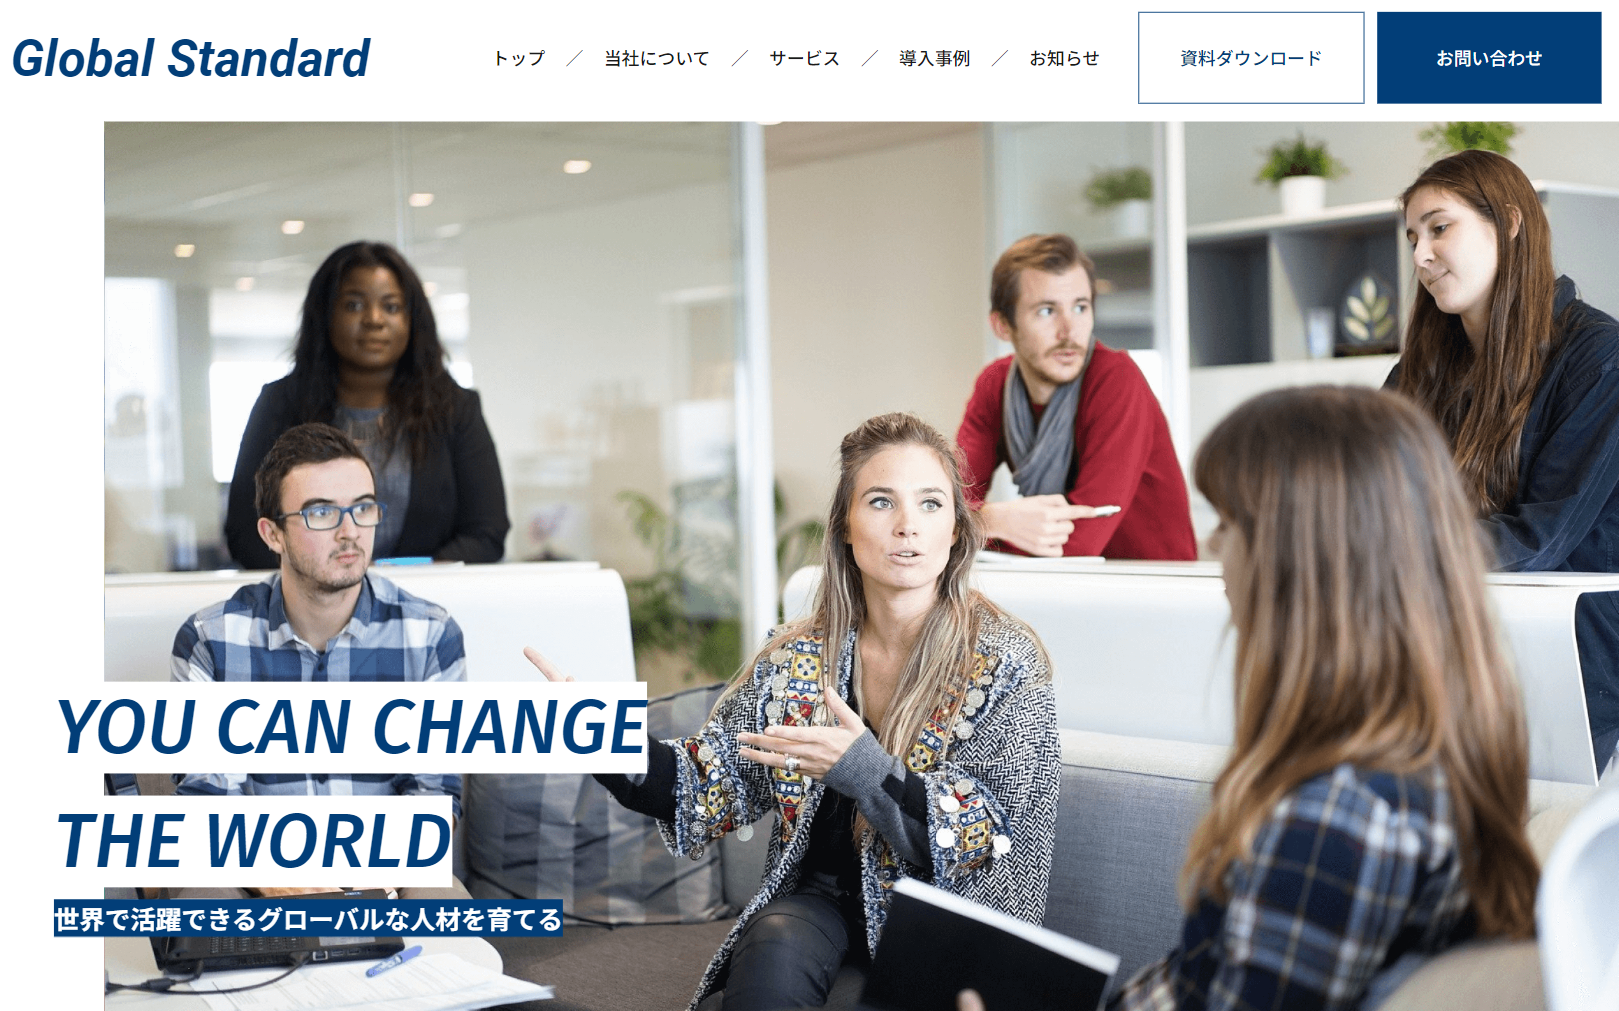 Global Standard
トップ ／ 当社について ／ サービス ／ 導入事例 ／ お知らせ
資料ダウンロード
お問い合わせ
YOU CAN CHANGE
THE WORLD
世界で活躍できるグローバルな人材を育てる